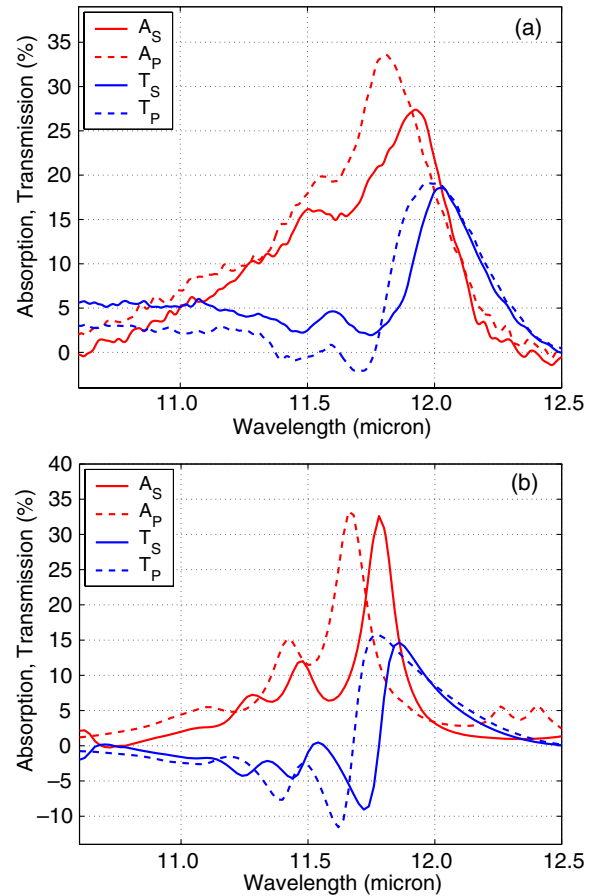 (a)
A_S
A_P
T_S
T_P
Absorption, Transmission (%)
35
30
25
20
15
10
5
0
11.0 11.5 12.0 12.5
Wavelength (micron)
(b)
A_S
A_P
T_S
T_P
Absorption, Transmission (%)
40
35
30
25
20
15
10
5
0
−5
−10
11.0 11.5 12.0 12.5
Wavelength (micron)